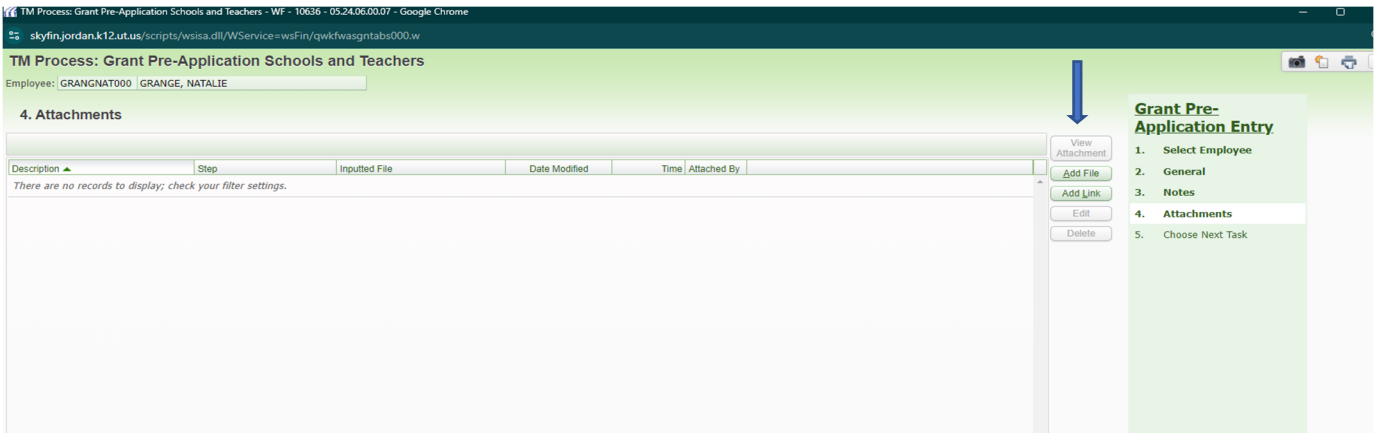 TM Process: Grant Pre-Application Schools and Teachers - WF - 10636 - 05.24.06.00.07 - Google Chrome
skyfin.jordan.k12.ut.us/scripts/wsisa.dll/WService=wsFin/qwkfwasgntabs000.w
TM Process: Grant Pre-Application Schools and Teachers
Employee: GRANGNAT000 GRANGE, NATALIE
4. Attachments
Description Step Inputted File Date Modified Time Attached By
There are no records to display; check your filter settings.
View
Attachment
Add File
Add Link
Edit
Delete
Grant Pre-
Application Entry
1. Select Employee
2. General
3. Notes
4. Attachments
5. Choose Next Task